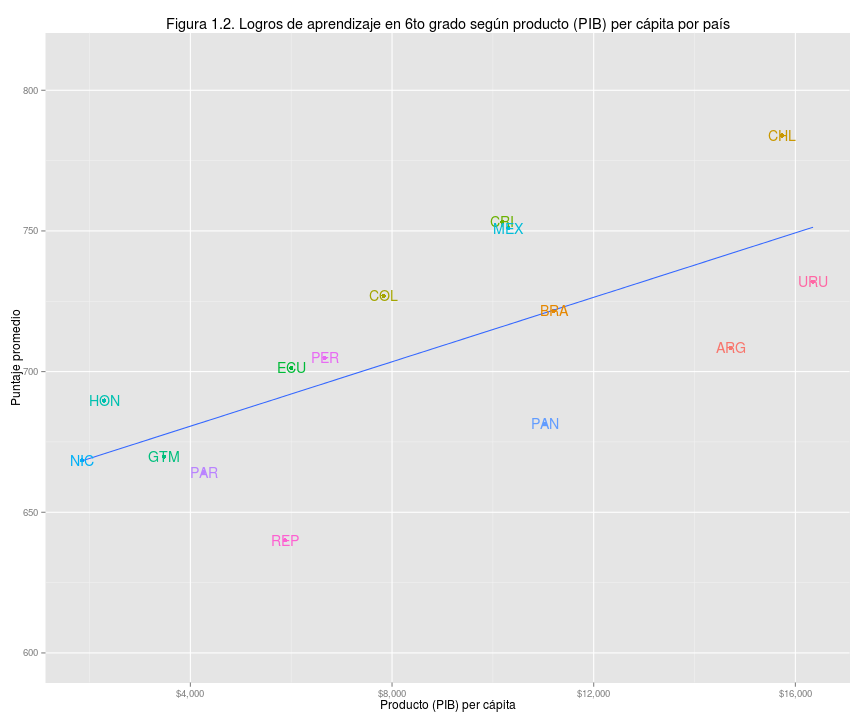 Figura 1.2. Logros de aprendizaje en 6to grado según producto (PIB) per cápita por país
800
CHL
CRI
MEX
750
URU
COL
BRA
ARG
PER
700
ECU
HON
PAN
NIC
GTM
PAR
650
REP
600
Puntaje promedio
$4,000
$8,000
$12,000
$16,000
Producto (PIB) per cápita